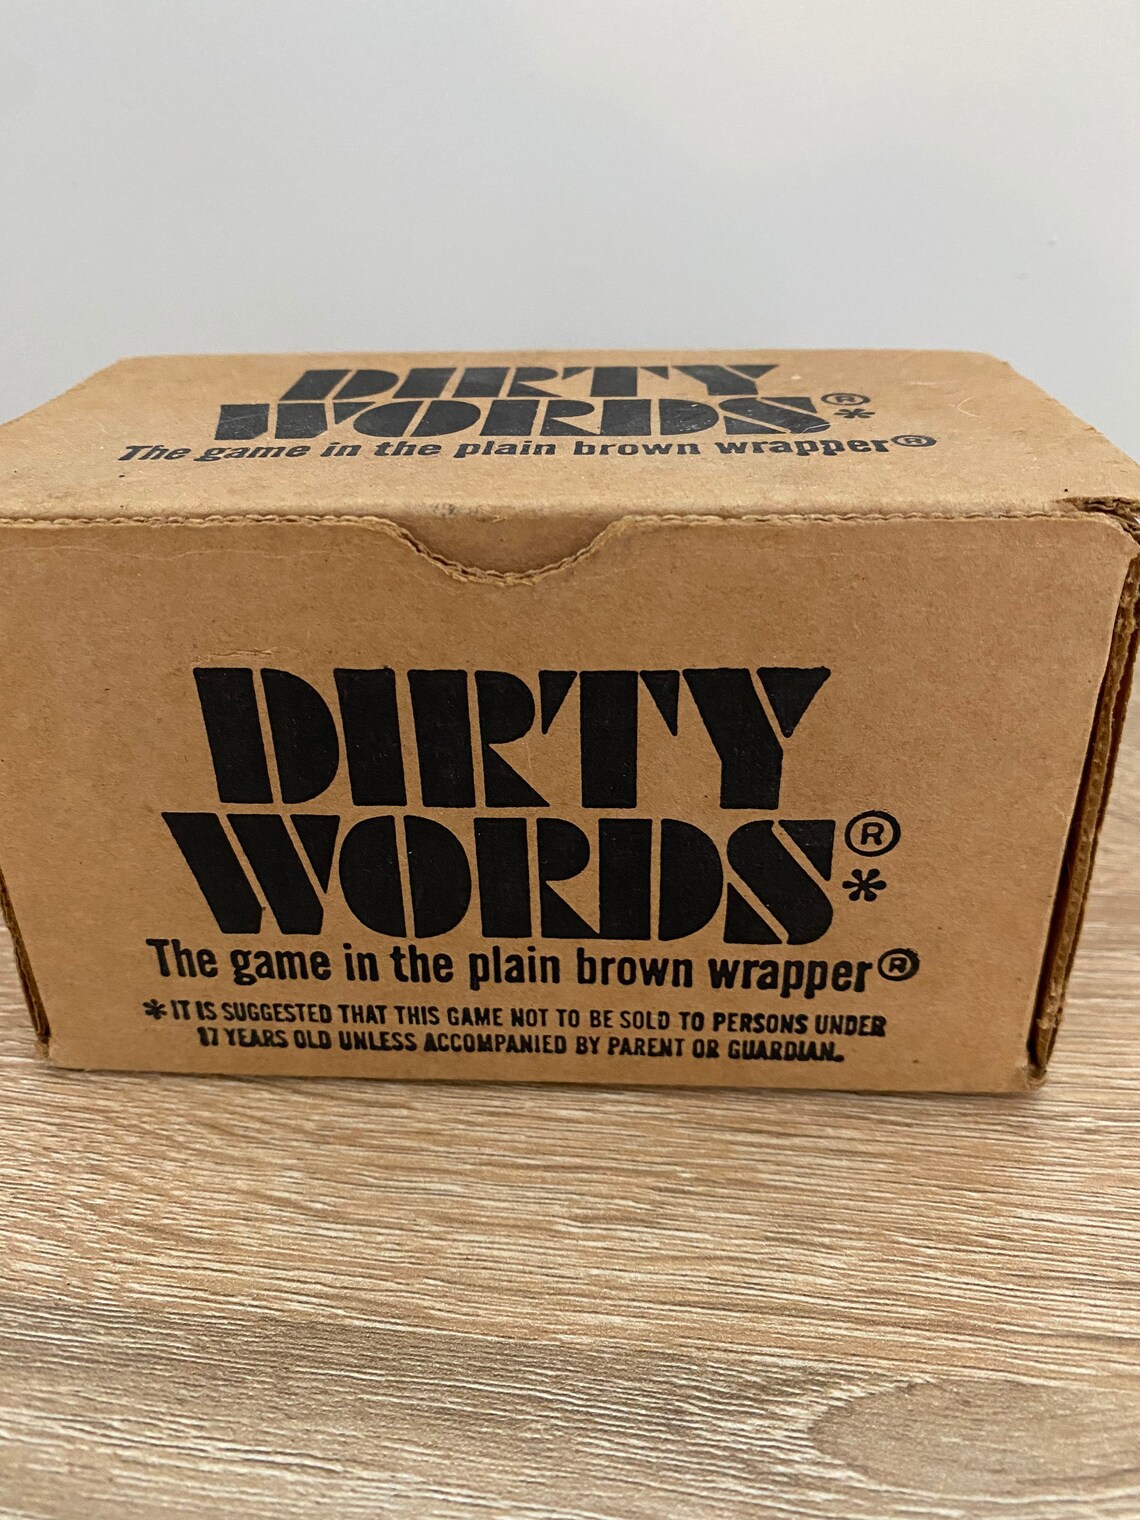 DIRTY
WORDS®*
The game in the plain brown wrapper®
DIRTY
WORDS®*
The game in the plain brown wrapper®
* IT IS SUGGESTED THAT THIS GAME NOT TO BE SOLD TO PERSONS UNDER
17 YEARS OLD UNLESS ACCOMPANIED BY PARENT OR GUARDIAN.